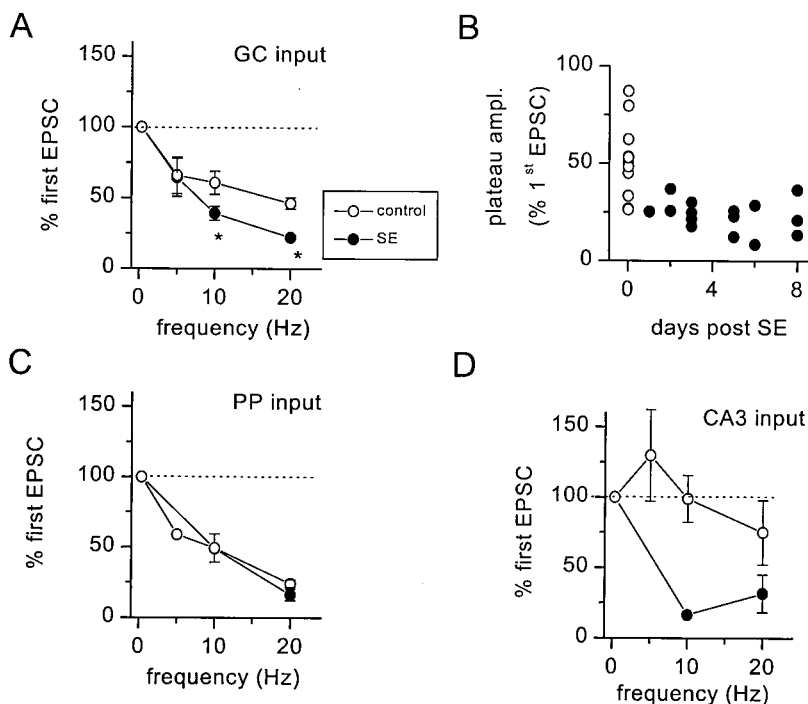 A
GC input
150
100
50
0
% first EPSC
0 10 20
frequency (Hz)
*
*
control
SE
B
100
50
0
plateau ampl.
(% 1 st EPSC)
0 4 8
days post SE
C
PP input
150
100
50
0
% first EPSC
0 10 20
frequency (Hz)
D
CA3 input
150
100
50
0
% first EPSC
0 10 20
frequency (Hz)